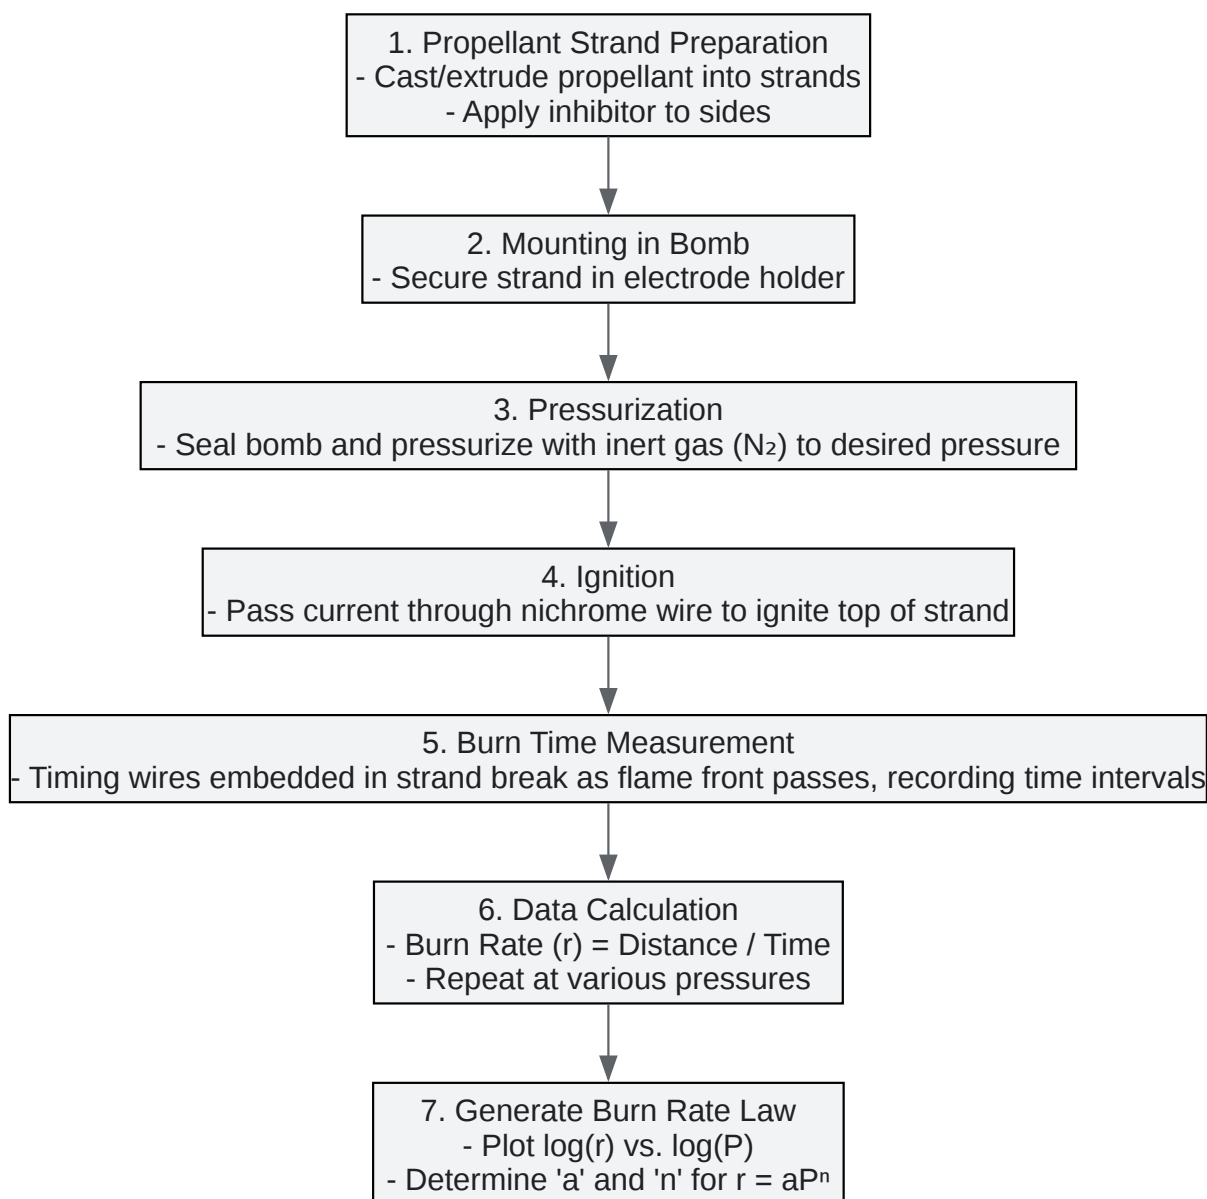 1. Propellant Strand Preparation
- Cast/extrude propellant into strands
- Apply inhibitor to sides
2. Mounting in Bomb
- Secure strand in electrode holder
3. Pressurization
- Seal bomb and pressurize with inert gas (N₂) to desired pressure
4. Ignition
- Pass current through nichrome wire to ignite top of strand
5. Burn Time Measurement
- Timing wires embedded in strand break as flame front passes, recording time intervals
6. Data Calculation
- Burn Rate (r) = Distance / Time
- Repeat at various pressures
7. Generate Burn Rate Law
- Plot log(r) vs. log(P)
- Determine 'a' and 'n' for r = aPⁿ